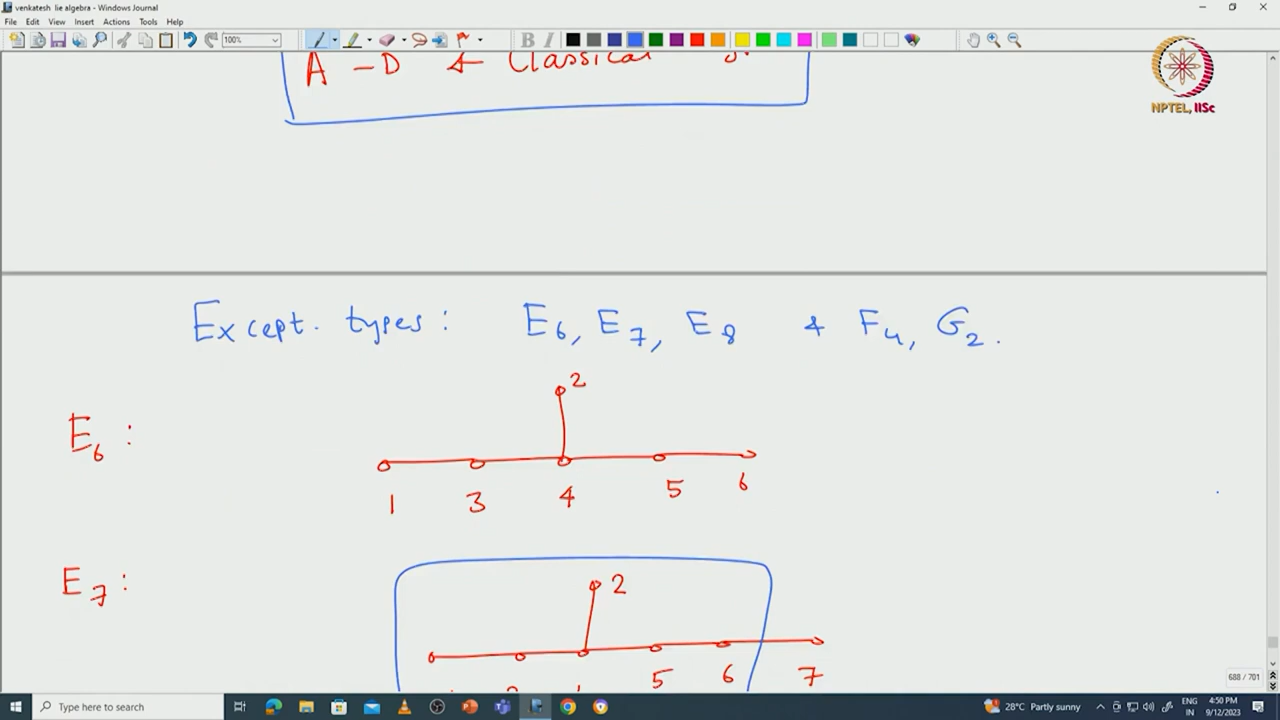 venkatesh lie algebra - Windows Journal
File Edit View Insert Actions Tools Help
100%
B I
A - D & Classical
NPTEL, IISc
Except. types: E6, E7, E8 & F4, G2.
E6 :
2
1 3 4 5 6
E7 :
2
5 6 7
688 / 701
Type here to search
28°C Partly sunny
ENG
IN
4:50 PM
9/12/2023